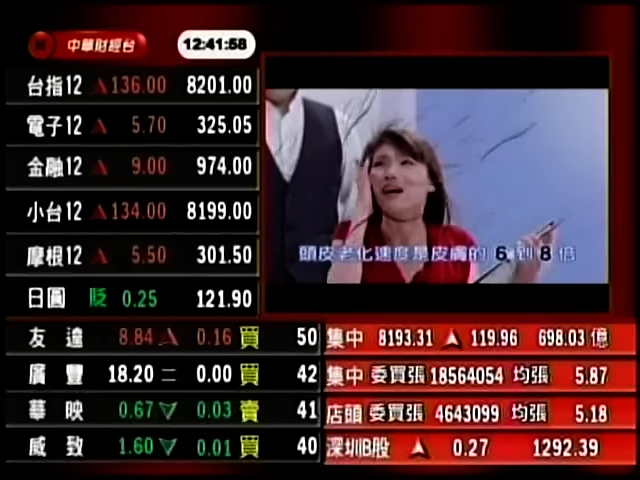 中華財經台 12:41:58
台指12 136.00 8201.00
電子12 5.70 325.05
金融12 9.00 974.00
小台12 134.00 8199.00
摩根12 5.50 301.50
日圓 貶 0.25 121.90
頭皮老化速度是皮膚的 6 到 8 倍
友達 8.84 0.16 買 50
廣豐 18.20 = 0.00 買 42
華映 0.67 0.03 賣 41
威致 1.60 0.01 買 40
集中 8193.31 119.96 698.03 億
集中 委買張 18564054 均張 5.87
店頭 委買張 4643099 均張 5.18
深圳B股 0.27 1292.39